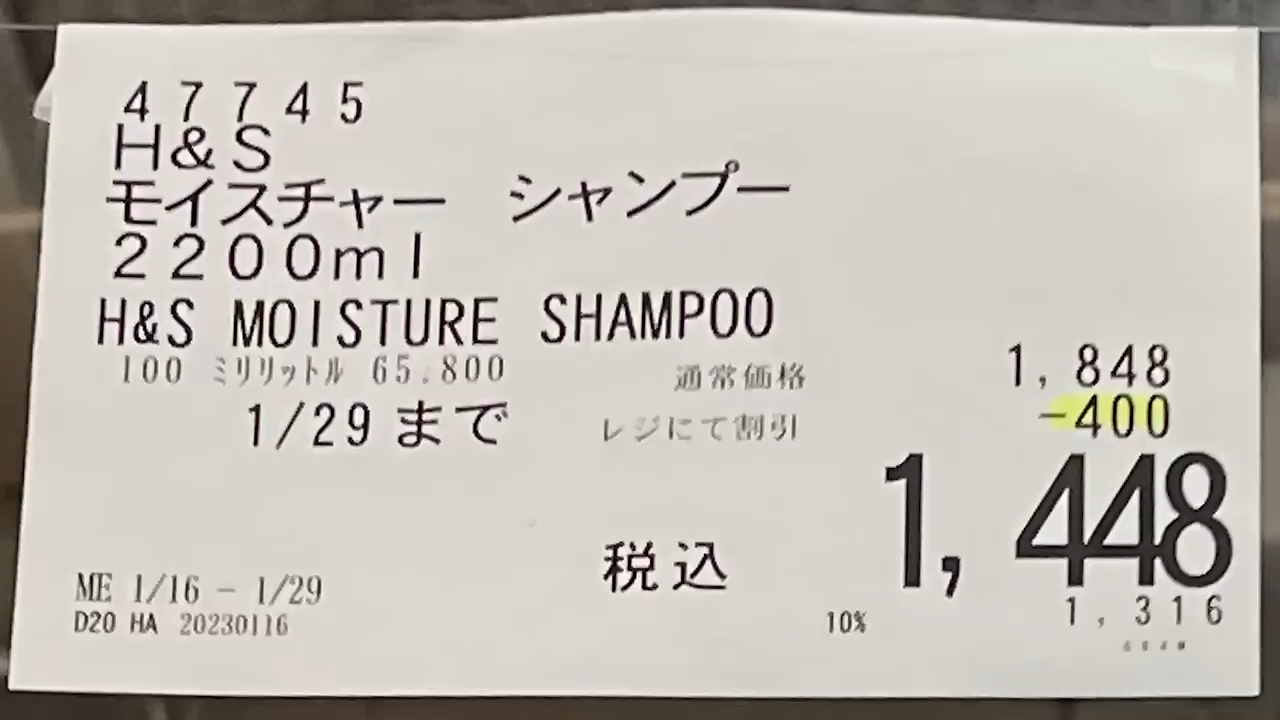 ４７７４５
Ｈ＆Ｓ
モイスチャー　シャンプー
２２００ｍｌ
H&S MOISTURE SHAMPOO
100 ミリリットル 65.800
通常価格 1,848
1/29 まで
レジにて割引 -400
1,448
税込
ME 1/16 - 1/29
D20 HA 20230116
10%
1,316